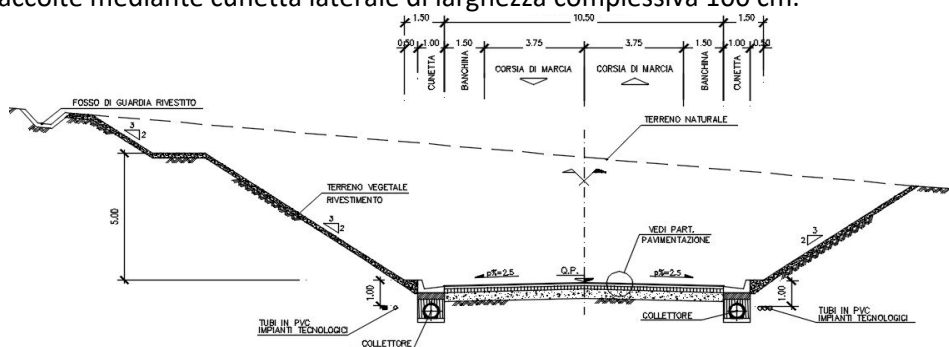 accolte mediante cunetta laterale di larghezza complessiva 100 cm.
1.50
10.50
1.50
0.50
1.00
1.50
3.75
3.75
1.50
1.00
0.50
CUNETTA
BANCHINA
CORSIA DI MARCIA
CORSIA DI MARCIA
BANCHINA
CUNETTA
FOSSO DI GUARDIA RIVESTITO
3
2
TERRENO NATURALE
5.00
TERRENO VEGETALE
RIVESTIMENTO
3
2
VEDI PART.
PAVIMENTAZIONE
3
2
p%=2.5
Q.P.
p%=2.5
1.00
1.00
TUBI IN PVC
IMPIANTI TECNOLOGICI
COLLETTORE
COLLETTORE
TUBI IN PVC
IMPIANTI TECNOLOGICI